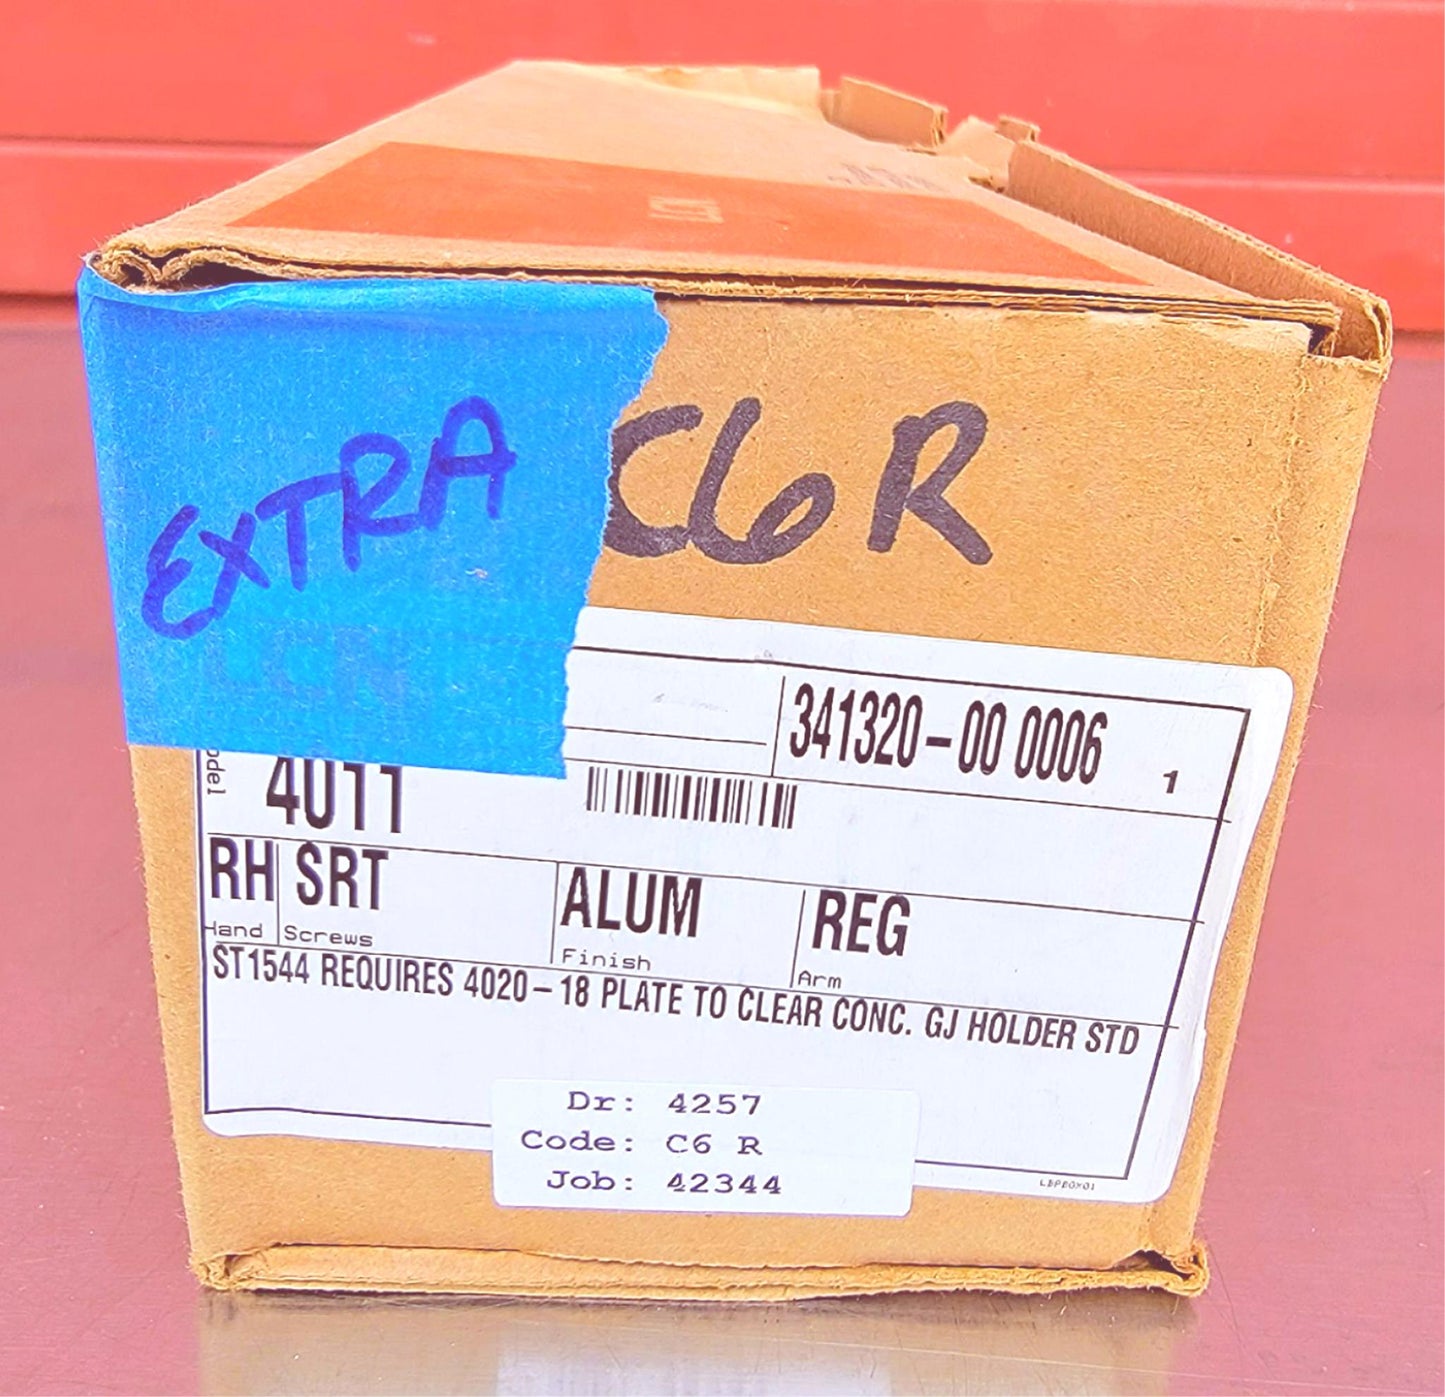 EXTRA
C6 R
LCN
341320-00 0006 1
4011
RH SRT ALUM REG
Hand Screws Finish Arm
ST1544 REQUIRES 4020-18 PLATE TO CLEAR CONC. GJ HOLDER STD
Dr: 4257
Code: C6 R
Job: 42344